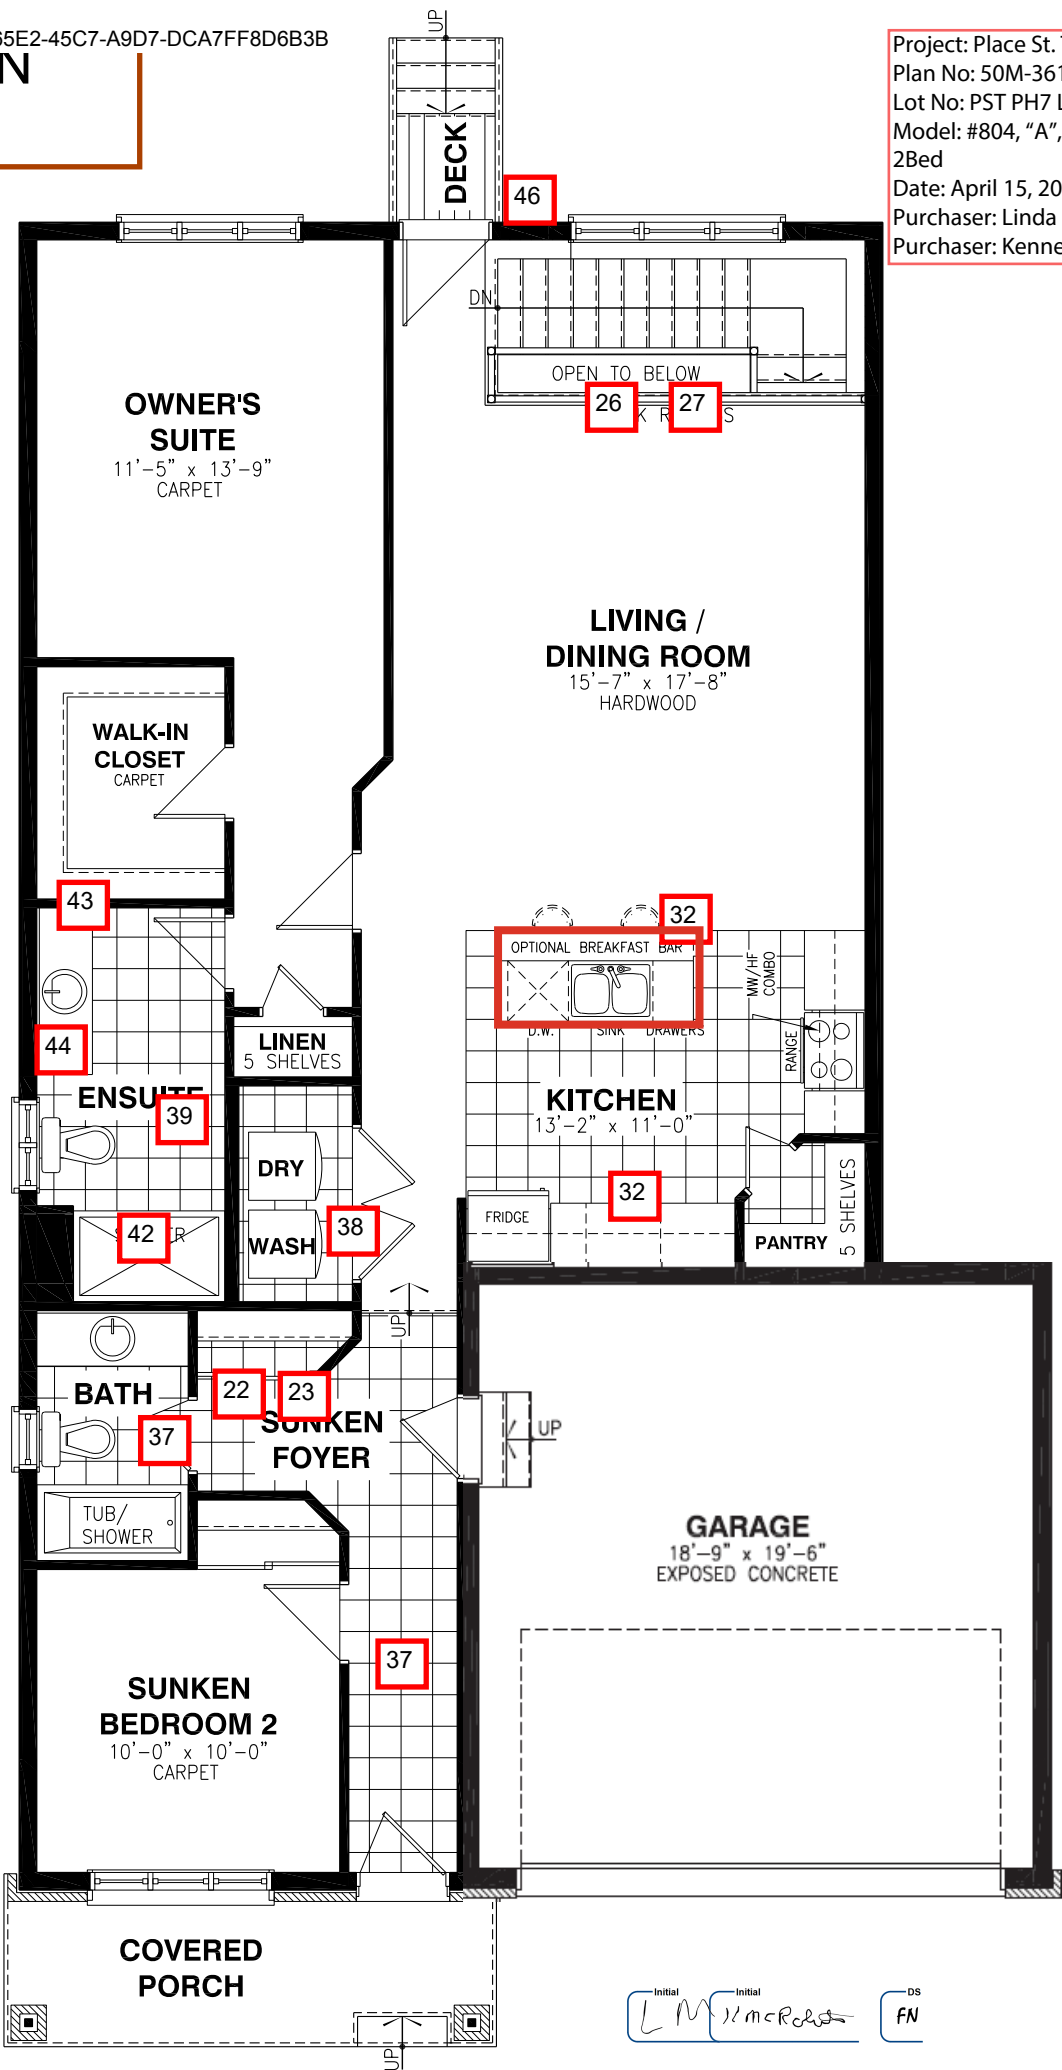 65E2-45C7-A9D7-DCA7FF8D6B3B
N
Project: Place St.
Plan No: 50M-361
Lot No: PST PH7 L
Model: #804, “A”,
2Bed
Date: April 15, 20
Purchaser: Linda
Purchaser: Kenne
UP
DECK
46
DN
OPEN TO BELOW
26
27
OWNER'S
SUITE
11'-5" x 13'-9"
CARPET
LIVING /
DINING ROOM
15'-7" x 17'-8"
HARDWOOD
WALK-IN
CLOSET
CARPET
43
32
OPTIONAL BREAKFAST BAR
MW/HF
COMBO
D.W.
SINK
DRAWERS
RANGE
44
LINEN
5 SHELVES
ENSUITE
39
KITCHEN
13'-2" x 11'-0"
DRY
32
FRIDGE
5 SHELVES
PANTRY
42
WASH
38
UP
BATH
22
23
37
SUNKEN
FOYER
UP
TUB/
SHOWER
GARAGE
18'-9" x 19'-6"
EXPOSED CONCRETE
37
SUNKEN
BEDROOM 2
10'-0" x 10'-0"
CARPET
COVERED
PORCH
UP
Initial
LM
Initial
DS
FN